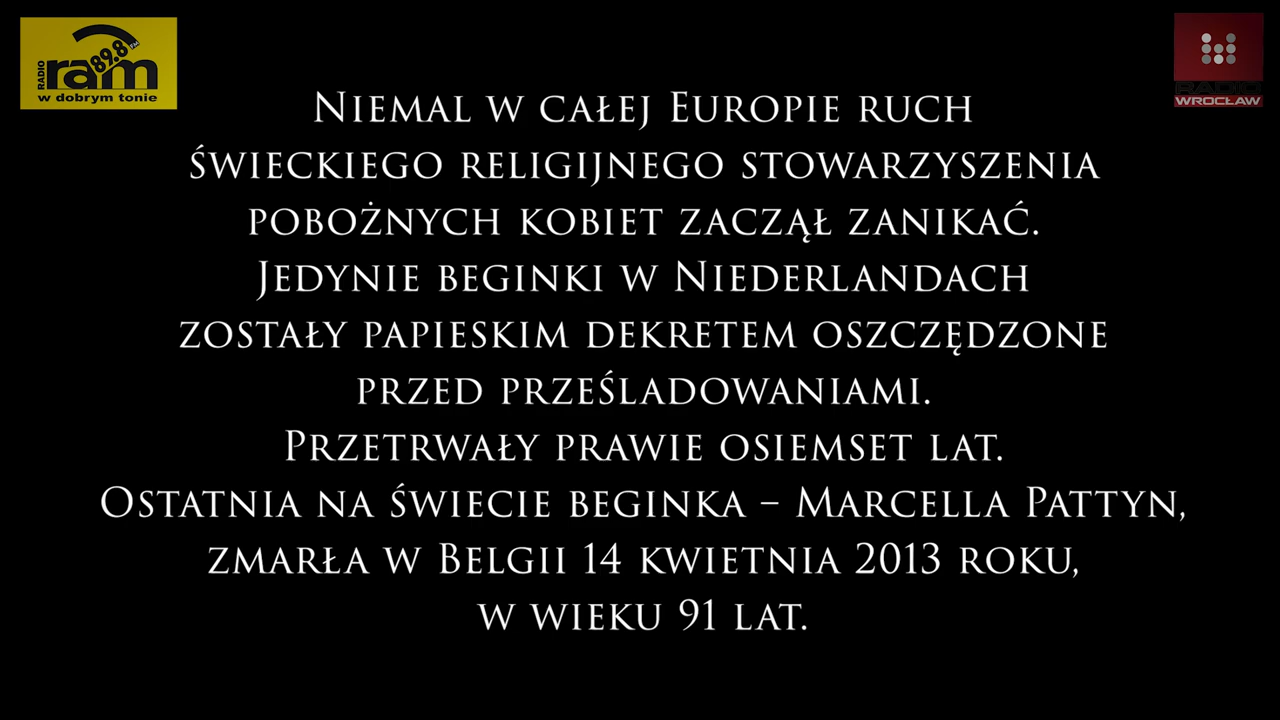 RADIO ram 89.8 FM
w dobrym tonie
RADIO
WROCŁAW
Niemal w całej Europie ruch
świeckiego religijnego stowarzyszenia
pobożnych kobiet zaczął zanikać.
Jedynie beginki w Niederlandach
zostały papieskim dekretem oszczędzone
przed prześladowaniami.
Przetrwały prawie osiemset lat.
Ostatnia na świecie beginka – Marcella Pattyn,
zmarła w Belgii 14 kwietnia 2013 roku,
w wieku 91 lat.